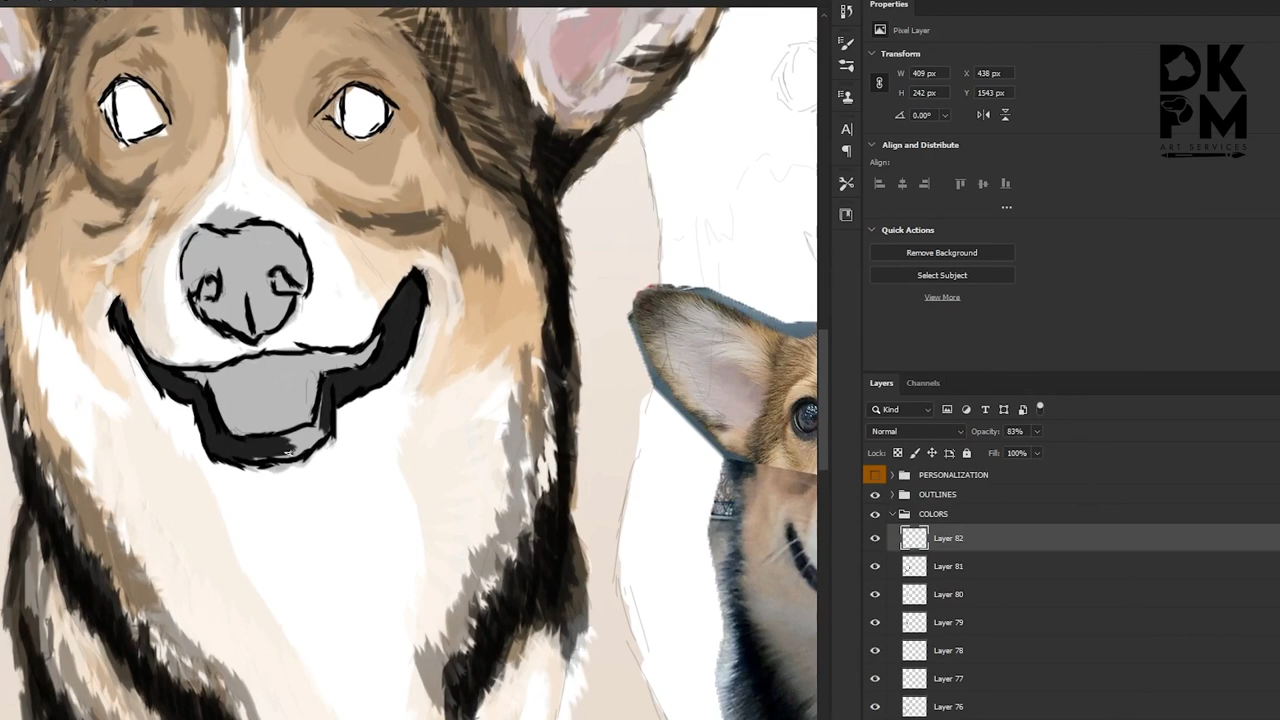 Properties
Pixel Layer
Transform
W 409 px X 438 px
H 242 px Y 1543 px
0.00°
Align and Distribute
Align:
Quick Actions
Remove Background
Select Subject
View More
Layers Channels
Kind
Normal Opacity: 83%
Lock: Fill: 100%
PERSONALIZATION
OUTLINES
COLORS
Layer 82
Layer 81
Layer 80
Layer 79
Layer 78
Layer 77
Layer 76
DK
PM
ART SERVICES